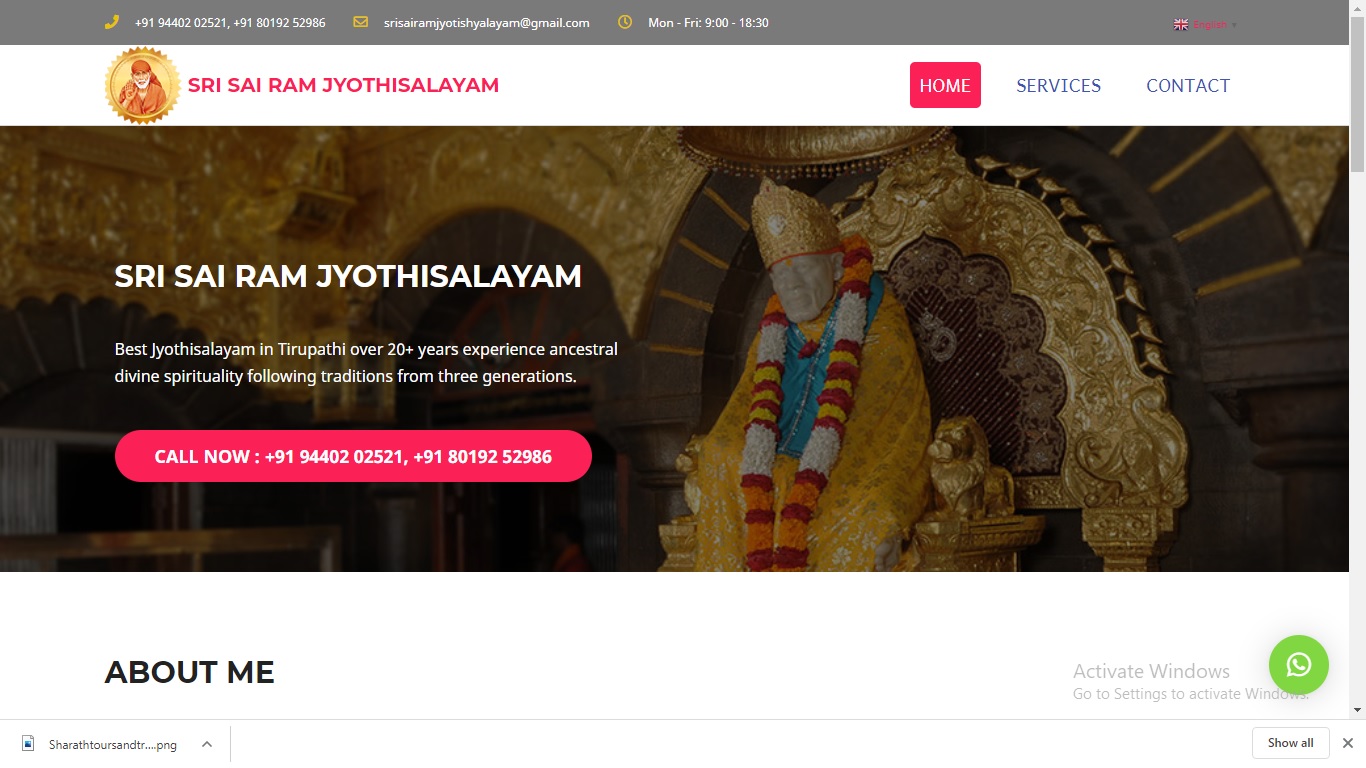 +91 94402 02521, +91 80192 52986
srisairamjyotishyalayam@gmail.com
Mon - Fri: 9:00 - 18:30
English
SRI SAI RAM JYOTHISALAYAM
HOME
SERVICES
CONTACT
SRI SAI RAM JYOTHISALAYAM
Best Jyothisalayam in Tirupathi over 20+ years experience ancestral
divine spirituality following traditions from three generations.
CALL NOW : +91 94402 02521, +91 80192 52986
ABOUT ME
Activate Windows
Go to Settings to activate Windows.
Sharathtoursandtr....png
Show all